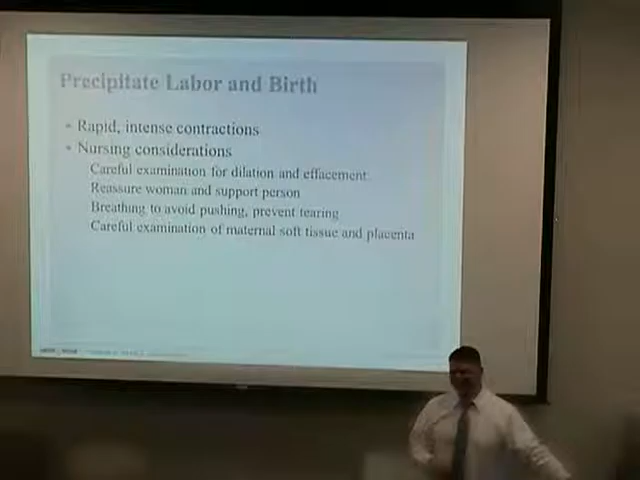 Precipitate Labor and Birth
- Rapid, intense contractions
- Nursing considerations
Careful examination for dilation and effacement
Reassure woman and support person
Breathing to avoid pushing, prevent tearing
Careful examination of maternal soft tissue and placenta